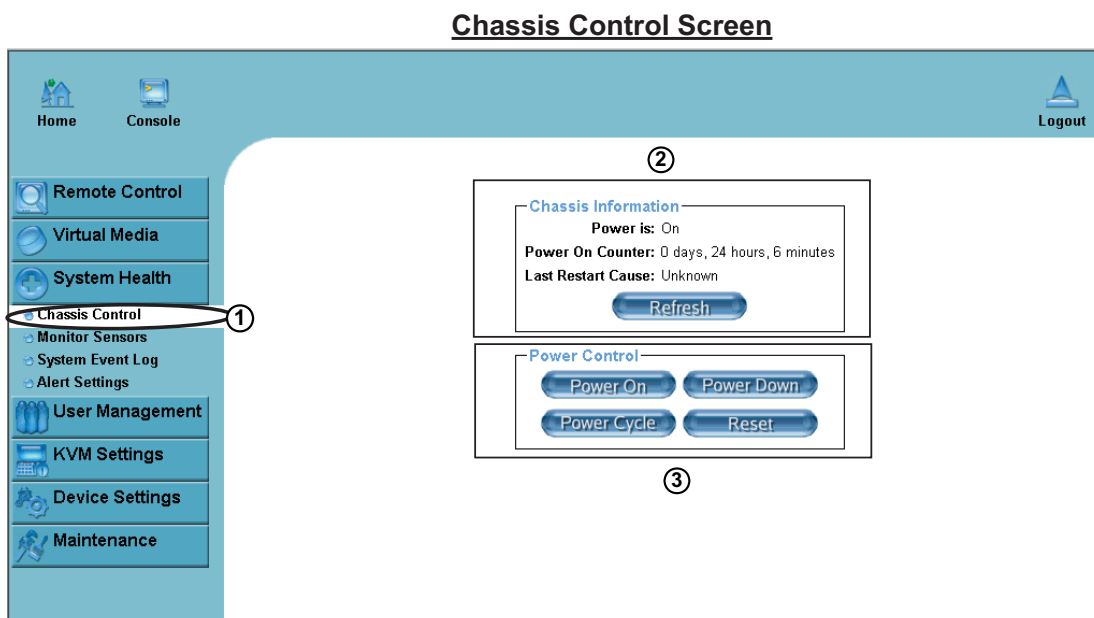 Chassis Control Screen
Home
Console
Logout
Remote Control
Virtual Media
System Health
Chassis Control
1
Monitor Sensors
System Event Log
Alert Settings
User Management
KVM Settings
Device Settings
Maintenance
2
Chassis Information
Power is: On
Power On Counter: 0 days, 24 hours, 6 minutes
Last Restart Cause: Unknown
Refresh
Power Control
Power On
Power Down
Power Cycle
Reset
3